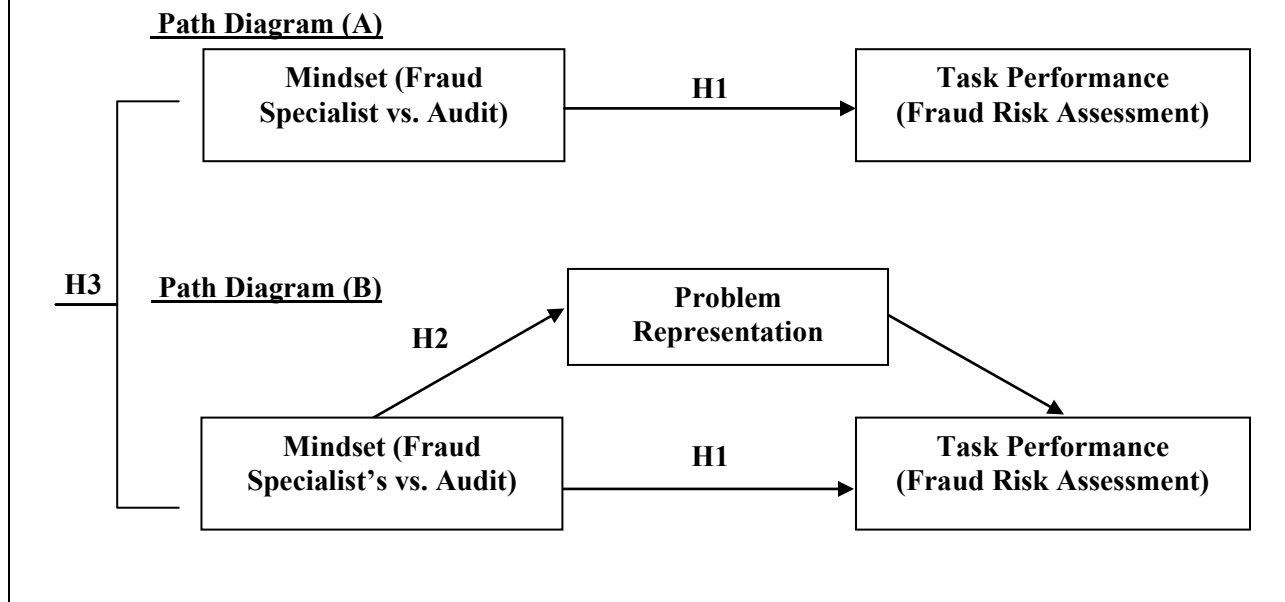 Path Diagram (A)
Mindset (Fraud
Specialist vs. Audit)
H1
Task Performance
(Fraud Risk Assessment)
H3
Path Diagram (B)
Problem
Representation
H2
Mindset (Fraud
Specialist’s vs. Audit)
H1
Task Performance
(Fraud Risk Assessment)